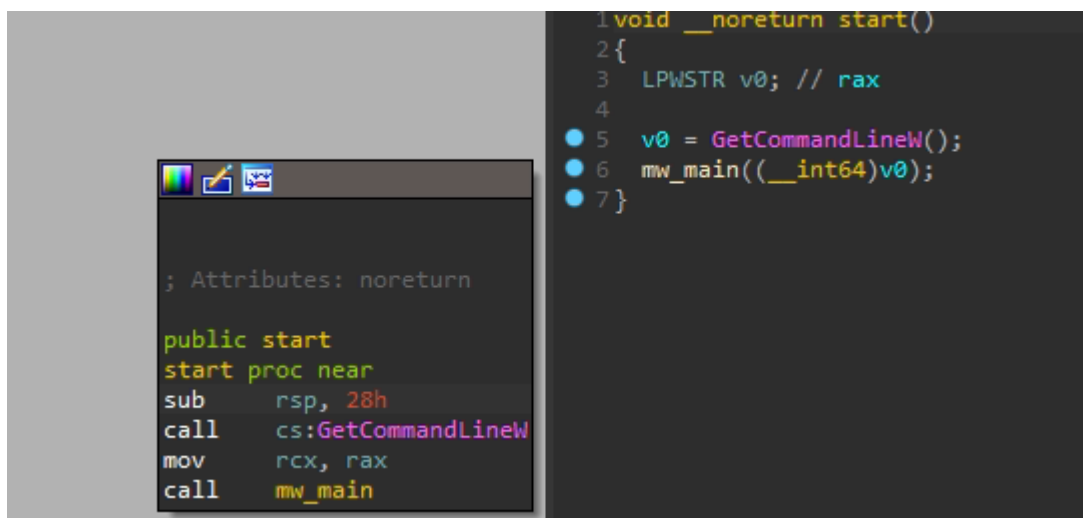 ; Attributes: noreturn
public start
start proc near
sub rsp, 28h
call cs:GetCommandLineW
mov rcx, rax
call mw_main
1 void __noreturn start()
2 {
3 LPWSTR v0; // rax
4
5 v0 = GetCommandLineW();
6 mw_main((__int64)v0);
7 }